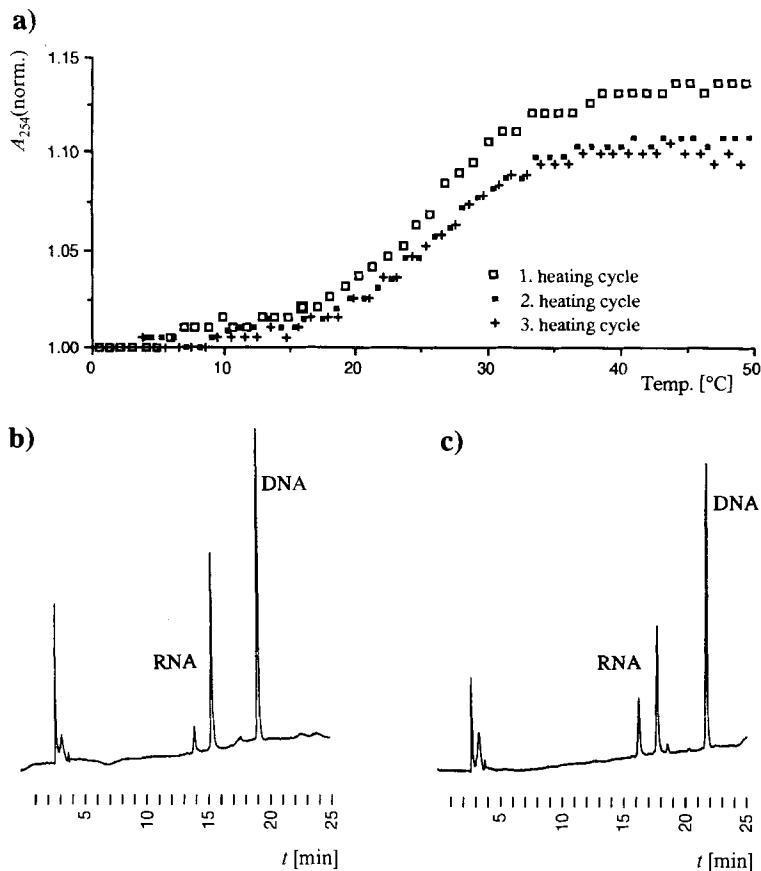 a)
A254(norm.)
1.15
1.10
1.05
1.00
□ 1. heating cycle
▪ 2. heating cycle
+ 3. heating cycle
0 10 20 30 40 50
Temp. [°C]
b)
DNA
RNA
5 10 15 20 25
t [min]
c)
DNA
RNA
5 10 15 20 25
t [min]